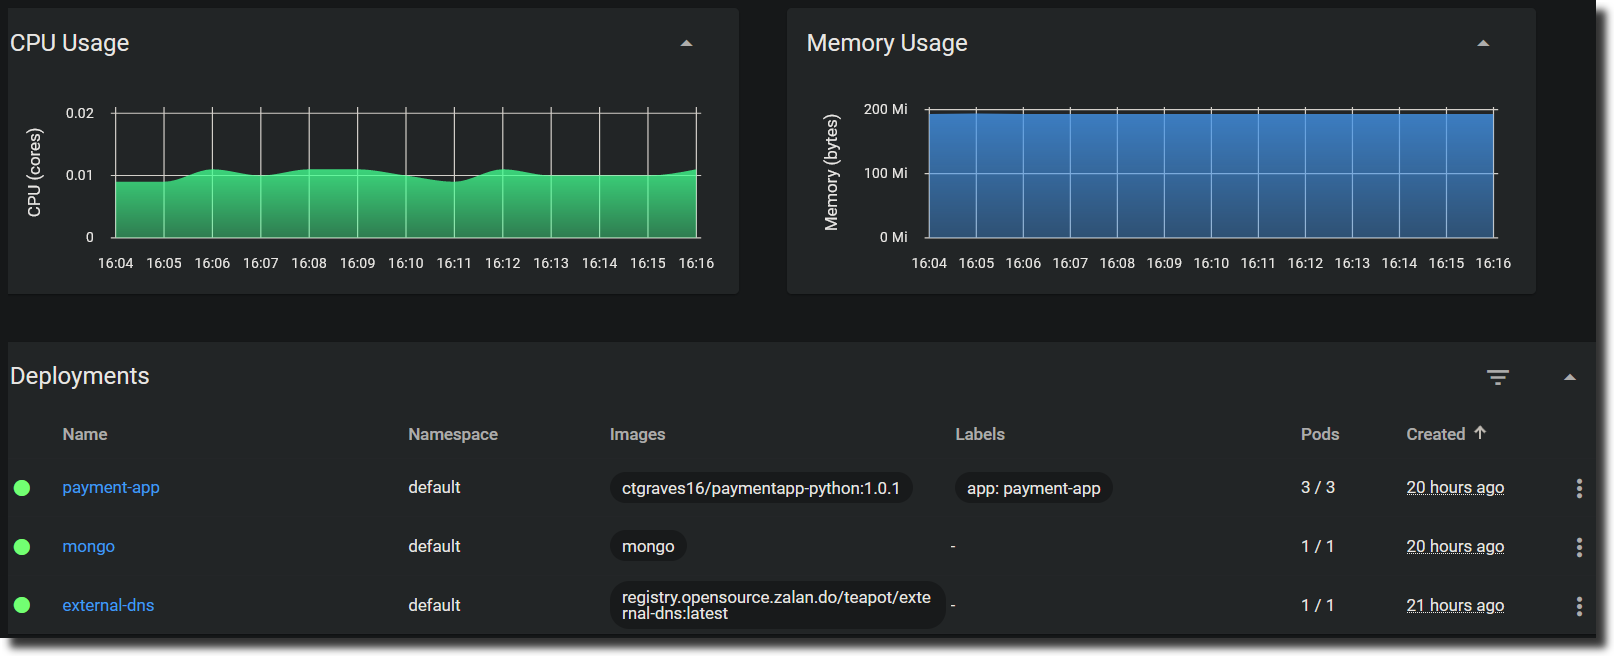 CPU Usage
CPU (cores)
0.02
0.01
0
16:04 16:05 16:06 16:07 16:08 16:09 16:10 16:11 16:12 16:13 16:14 16:15 16:16
Memory Usage
Memory (bytes)
200 Mi
100 Mi
0 Mi
16:04 16:05 16:06 16:07 16:08 16:09 16:10 16:11 16:12 16:13 16:14 16:15 16:16
Deployments
Name Namespace Images Labels Pods Created
payment-app default ctgraves16/paymentapp-python:1.0.1 app: payment-app 3 / 3 20 hours ago
mongo default mongo - 1 / 1 20 hours ago
external-dns default registry.opensource.zalan.do/teapot/exte - 1 / 1 21 hours ago
rnal-dns:latest